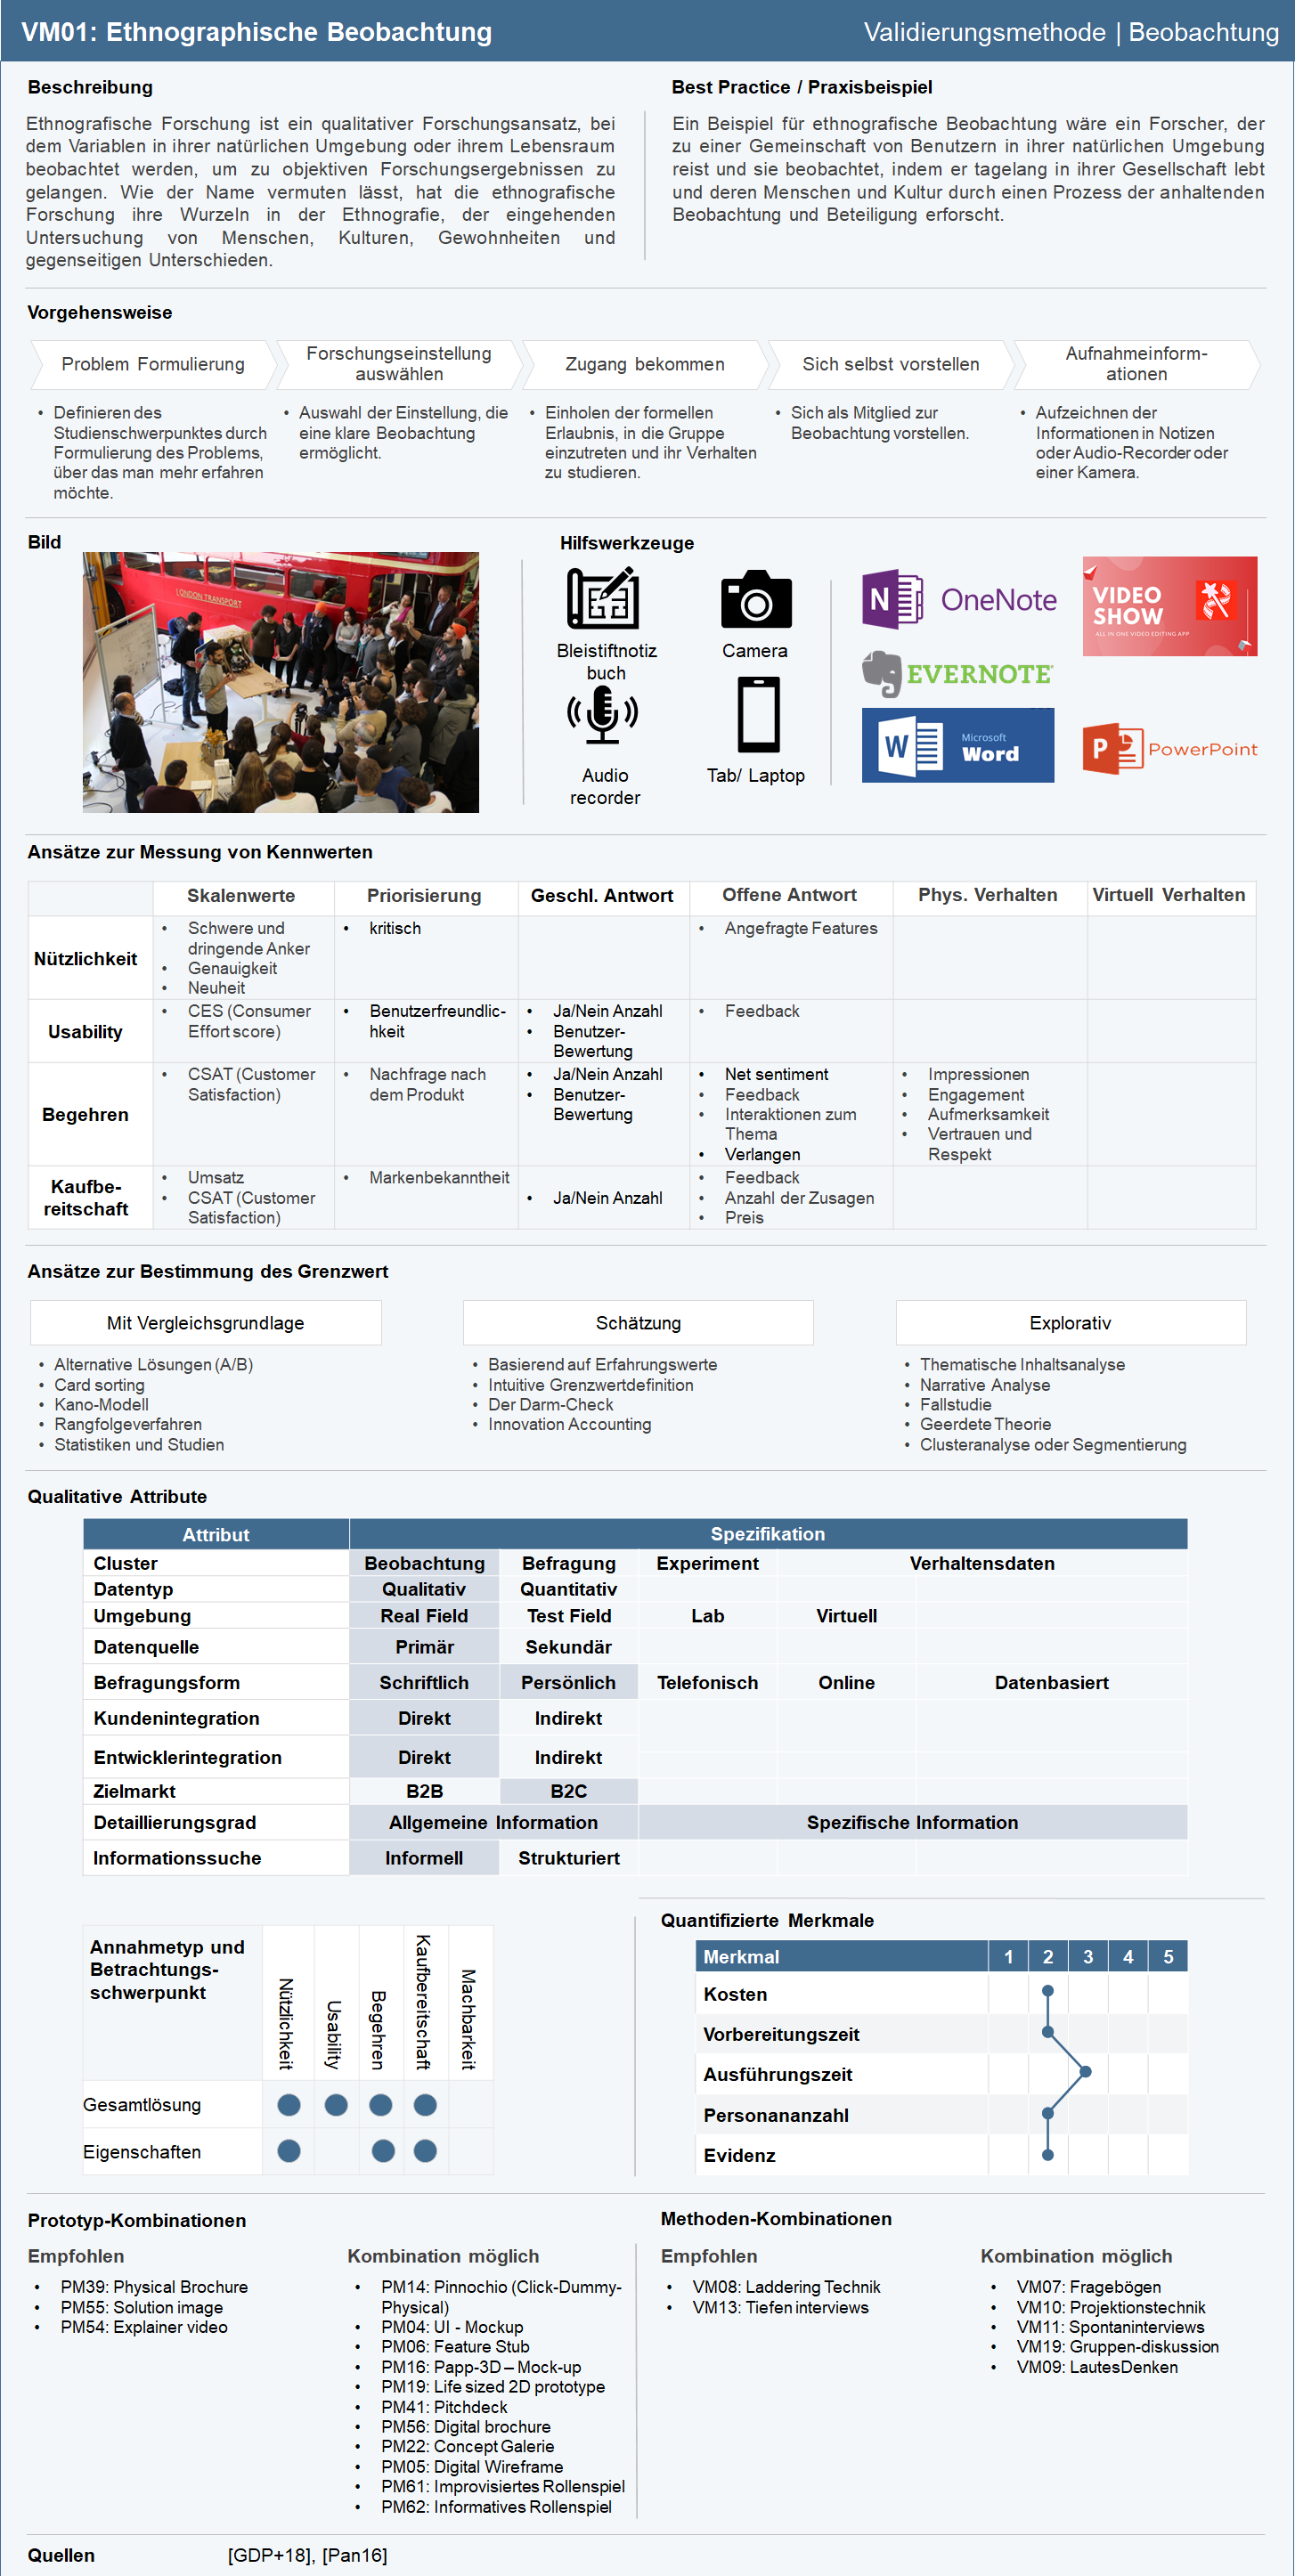 VM01: Ethnographische Beobachtung
Validierungsmethode | Beobachtung
Beschreibung
Ethnografische Forschung ist ein qualitativer Forschungsansatz, bei
dem Variablen in ihrer natürlichen Umgebung oder ihrem Lebensraum
beobachtet werden, um zu objektiven Forschungsergebnissen zu
gelangen. Wie der Name vermuten lässt, hat die ethnografische
Forschung ihre Wurzeln in der Ethnografie, der eingehenden
Untersuchung von Menschen, Kulturen, Gewohnheiten und
gegenseitigen Unterschieden.
Best Practice / Praxisbeispiel
Ein Beispiel für ethnografische Beobachtung wäre ein Forscher, der
zu einer Gemeinschaft von Benutzern in ihrer natürlichen Umgebung
reist und sie beobachtet, indem er tagelang in ihrer Gesellschaft lebt
und deren Menschen und Kultur durch einen Prozess der anhaltenden
Beobachtung und Beteiligung erforscht.
Vorgehensweise
Problem Formulierung
• Definieren des
Studienschwerpunktes durch
Formulierung des Problems,
über das man mehr erfahren
möchte.
Forschungseinstellung
auswählen
• Auswahl der Einstellung, die
eine klare Beobachtung
ermöglicht.
Zugang bekommen
• Einholen der formellen
Erlaubnis, in die Gruppe
einzutreten und ihr Verhalten
zu studieren.
Sich selbst vorstellen
• Sich als Mitglied zur
Beobachtung vorstellen.
Aufnahmeinform-
ationen
• Aufzeichnen der
Informationen in Notizen
oder Audio-Recorder oder
einer Kamera.
Bild
LONDON TRANSPORT
Hilfswerkzeuge
Bleistiftnotiz
buch
Camera
Audio
recorder
Tab/ Laptop
N OneNote
VIDEO
SHOW
ALL IN ONE VIDEO EDITING APP
EVERNOTE
W Microsoft
Word
P PowerPoint
Ansätze zur Messung von Kennwerten
Skalenwerte Priorisierung Geschl. Antwort Offene Antwort Phys. Verhalten Virtuell Verhalten
Nützlichkeit
• Schwere und
dringende Anker
• Genauigkeit
• Neuheit
• kritisch
• Angefragte Features
Usability
• CES (Consumer
Effort score)
• Benutzerfreundlic-
hkeit
• Ja/Nein Anzahl
• Benutzer-
Bewertung
• Feedback
Begehren
• CSAT (Customer
Satisfaction)
• Nachfrage nach
dem Produkt
• Ja/Nein Anzahl
• Benutzer-
Bewertung
• Net sentiment
• Feedback
• Interaktionen zum
Thema
• Verlangen
• Impressionen
• Engagement
• Aufmerksamkeit
• Vertrauen und
Respekt
Kaufbe-
reitschaft
• Umsatz
• CSAT (Customer
Satisfaction)
• Markenbekanntheit
• Ja/Nein Anzahl
• Feedback
• Anzahl der Zusagen
• Preis
Ansätze zur Bestimmung des Grenzwert
Mit Vergleichsgrundlage
• Alternative Lösungen (A/B)
• Card sorting
• Kano-Modell
• Rangfolgeverfahren
• Statistiken und Studien
Schätzung
• Basierend auf Erfahrungswerte
• Intuitive Grenzwertdefinition
• Der Darm-Check
• Innovation Accounting
Explorativ
• Thematische Inhaltsanalyse
• Narrative Analyse
• Fallstudie
• Geerdete Theorie
• Clusteranalyse oder Segmentierung
Qualitative Attribute
Attribut Spezifikation
Cluster Beobachtung Befragung Experiment Verhaltensdaten
Datentyp Qualitativ Quantitativ
Umgebung Real Field Test Field Lab Virtuell
Datenquelle Primär Sekundär
Befragungsform Schriftlich Persönlich Telefonisch Online Datenbasiert
Kundenintegration Direkt Indirekt
Entwicklerintegration Direkt Indirekt
Zielmarkt B2B B2C
Detaillierungsgrad Allgemeine Information Spezifische Information
Informationssuche Informell Strukturiert
Annahmetyp und
Betrachtungs-
schwerpunkt
Nützlichkeit
Usability
Begehren
Kaufbereitschaft
Machbarkeit
Gesamtlösung
Eigenschaften
Quantifizierte Merkmale
Merkmal 1 2 3 4 5
Kosten
Vorbereitungszeit
Ausführungszeit
Personananzahl
Evidenz
Prototyp-Kombinationen
Empfohlen
• PM39: Physical Brochure
• PM55: Solution image
• PM54: Explainer video
Kombination möglich
• PM14: Pinnochio (Click-Dummy-
Physical)
• PM04: UI - Mockup
• PM06: Feature Stub
• PM16: Papp-3D – Mock-up
• PM19: Life sized 2D prototype
• PM41: Pitchdeck
• PM56: Digital brochure
• PM22: Concept Galerie
• PM05: Digital Wireframe
• PM61: Improvisiertes Rollenspiel
• PM62: Informatives Rollenspiel
Methoden-Kombinationen
Empfohlen
• VM08: Laddering Technik
• VM13: Tiefen interviews
Kombination möglich
• VM07: Fragebögen
• VM10: Projektionstechnik
• VM11: Spontaninterviews
• VM19: Gruppen-diskussion
• VM09: LautesDenken
Quellen [GDP+18], [Pan16]